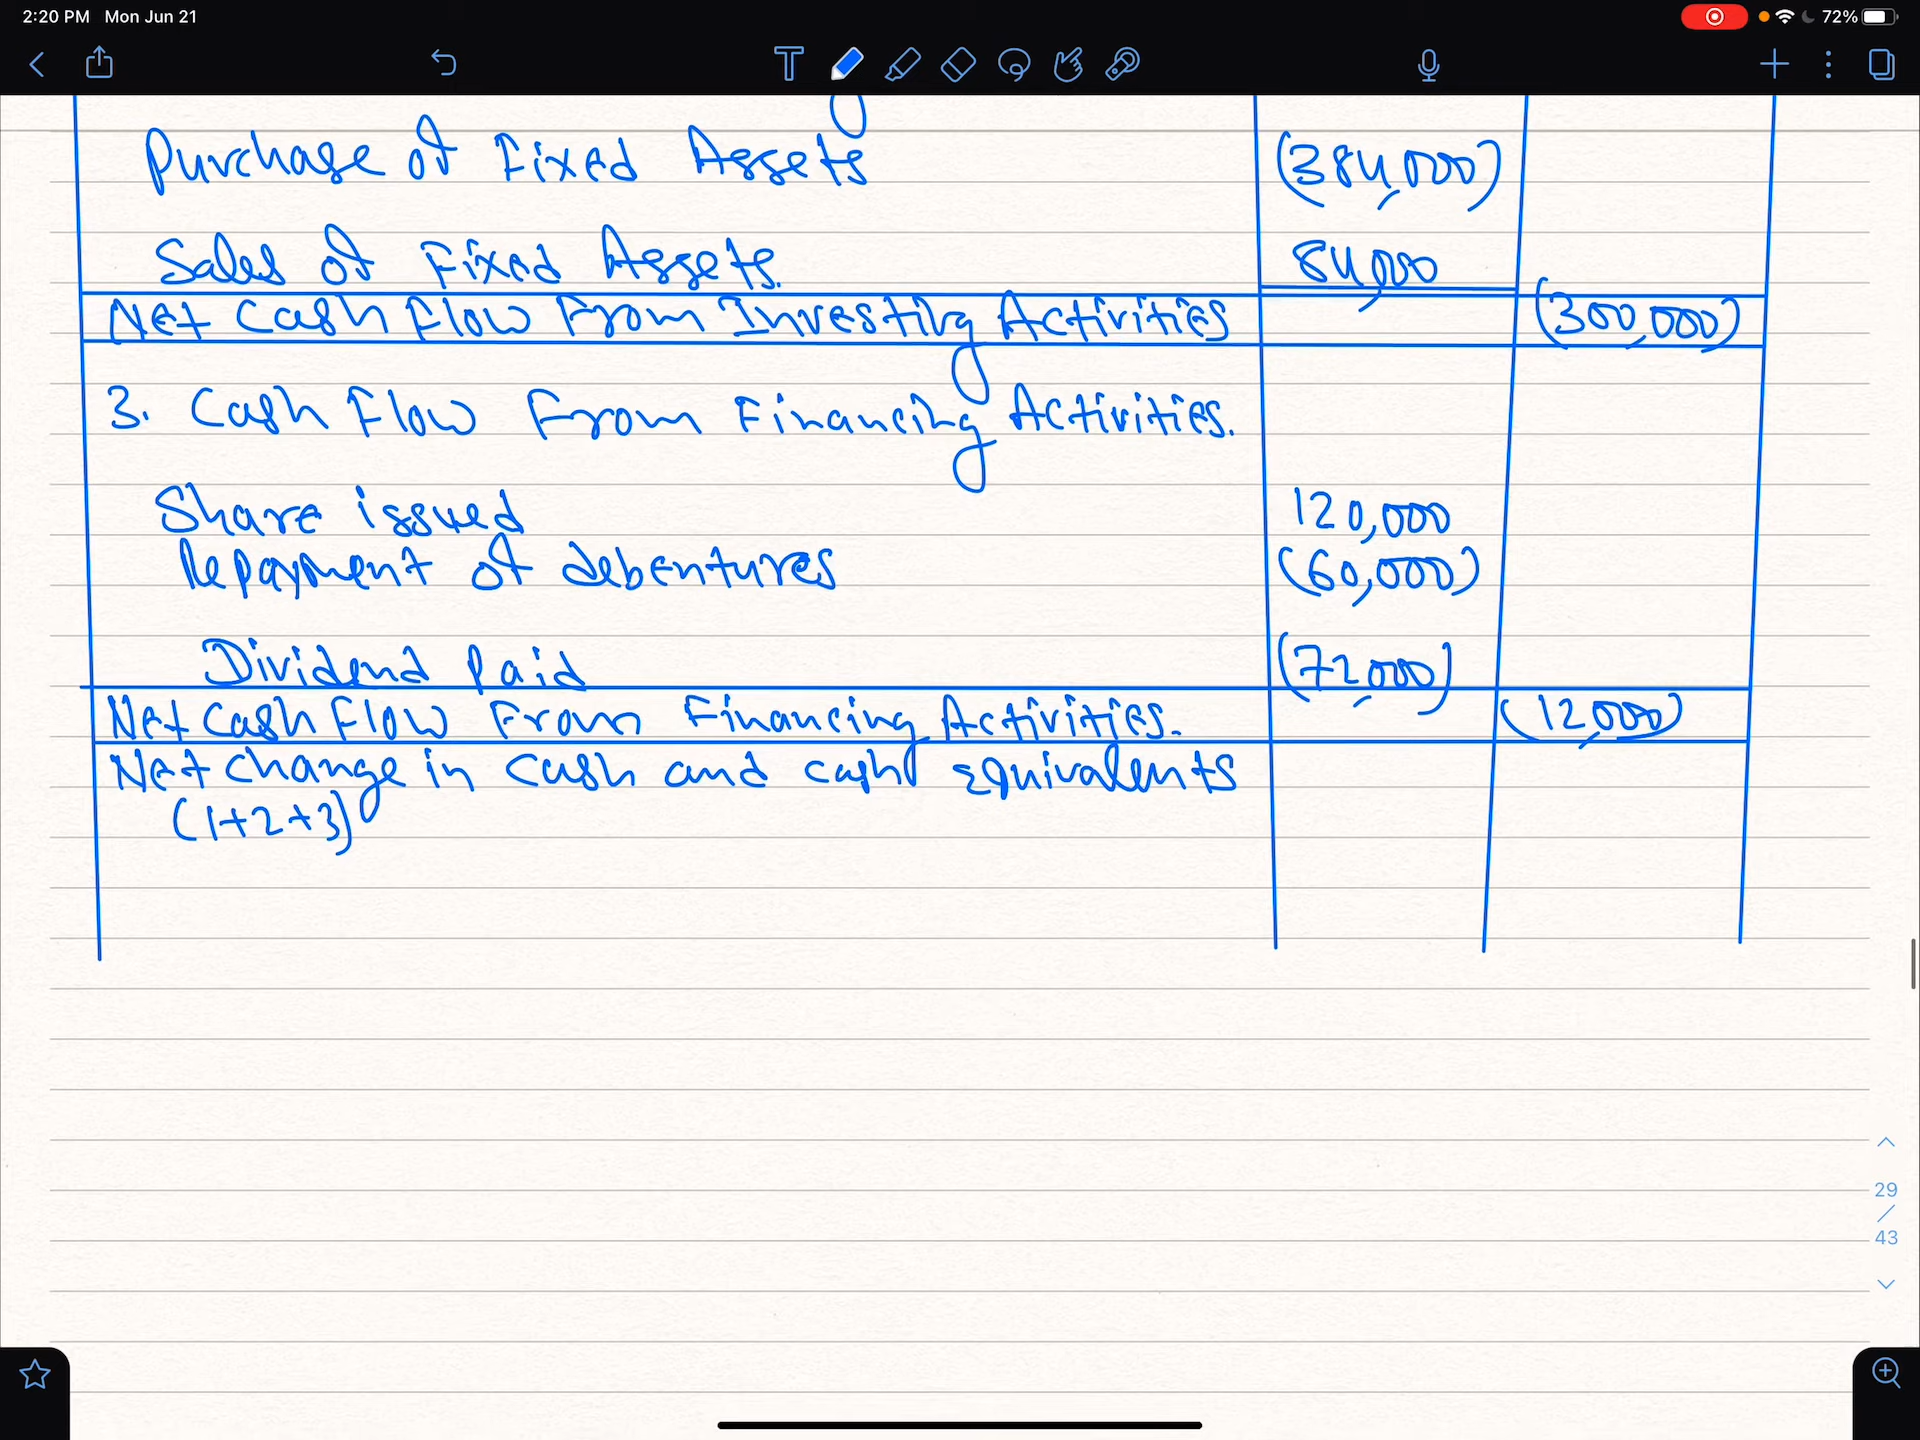 2:20 PM Mon Jun 21
72%
T
Purchase of Fixed Assets (384,000)
Sales of Fixed Assets. 84,000
Net Cash Flow From Investing Activities (300,000)
3. Cash Flow From Financing Activities.
Share issued 120,000
Repayment of debentures (60,000)
Dividend Paid (72,000)
Net Cash Flow From Financing Activities. (12,000)
Net change in cash and cash equivalents
(1+2+3)
29
/
43